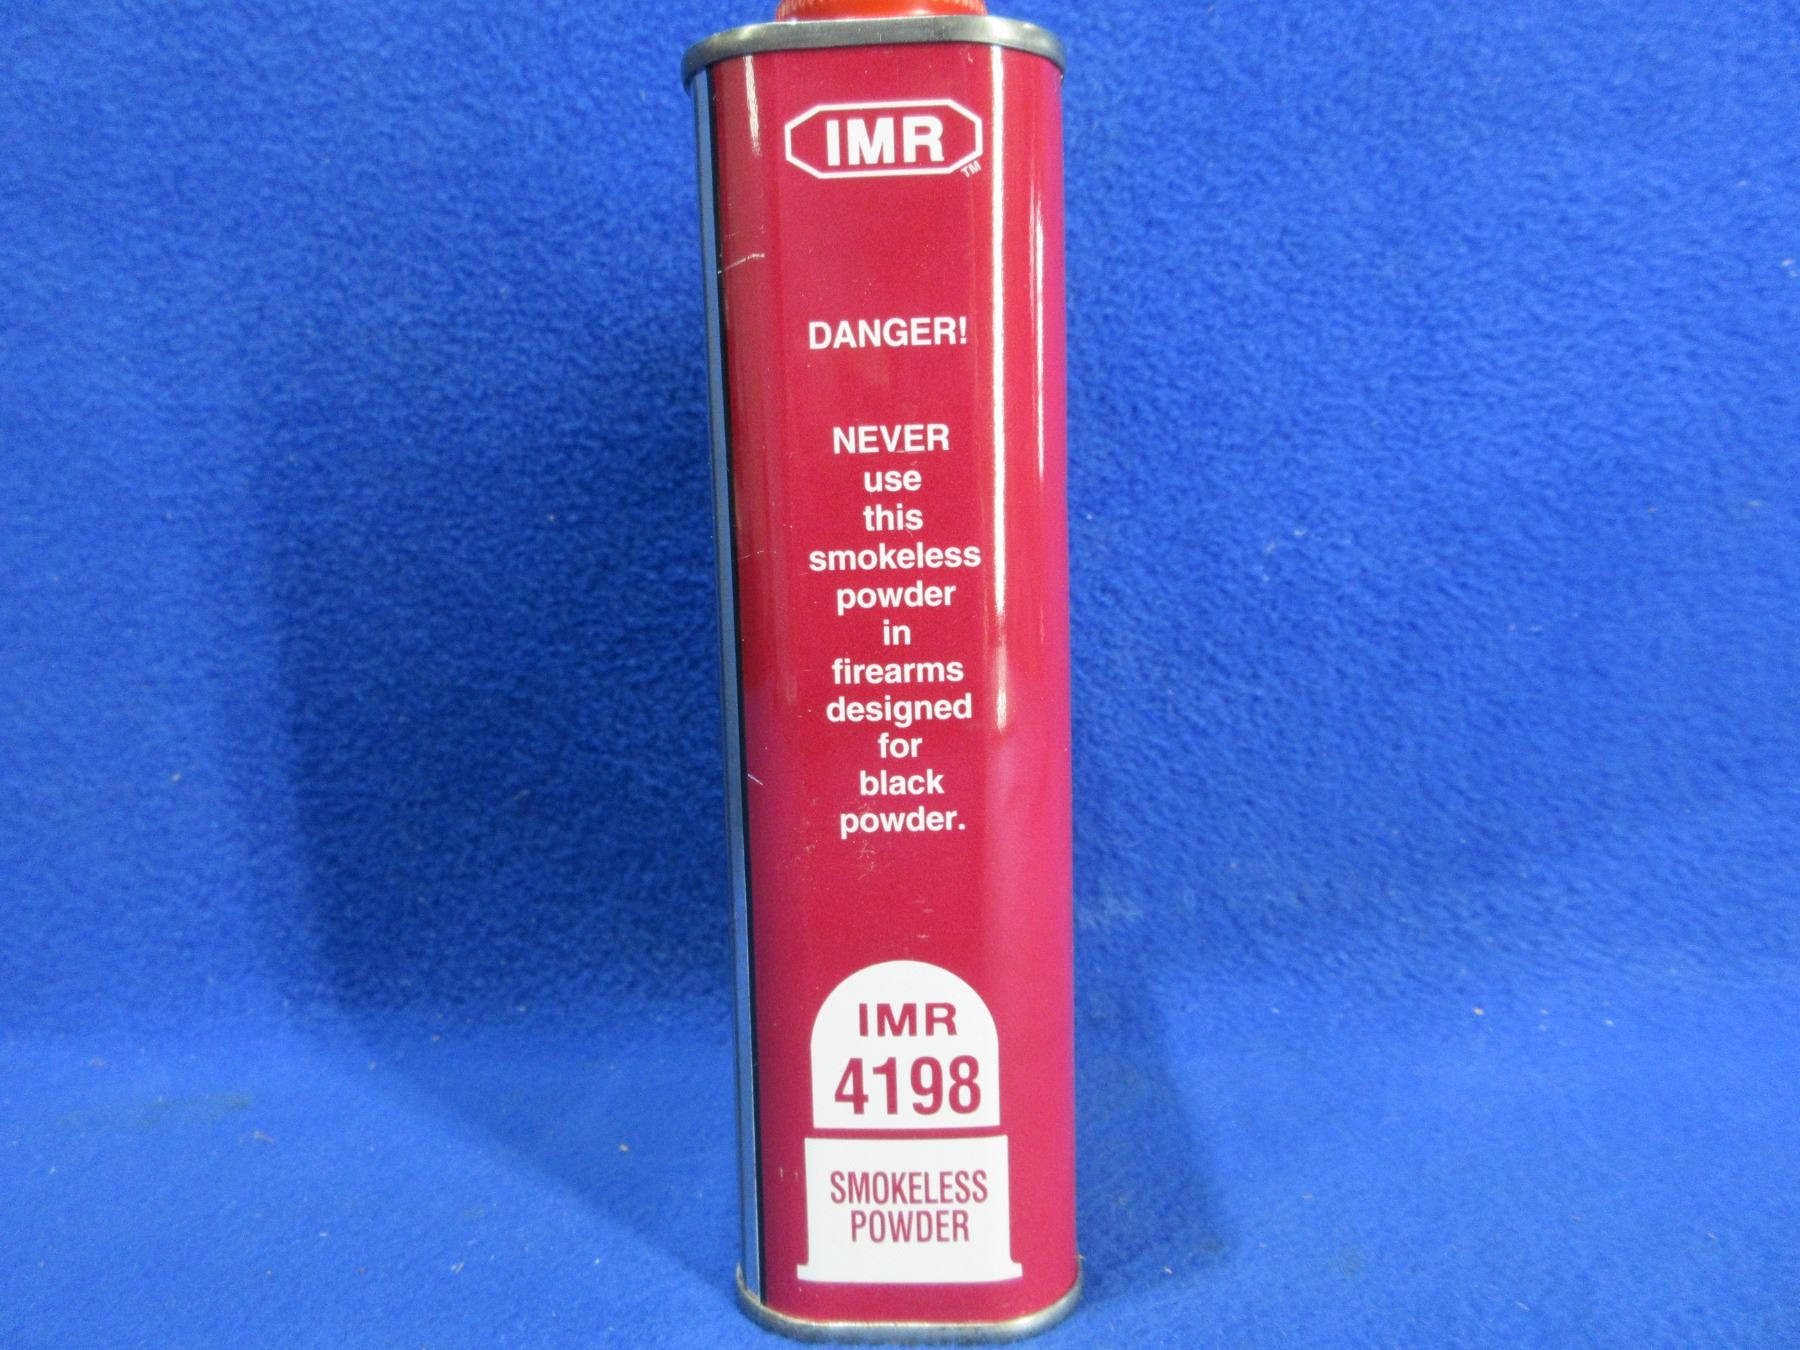 IMR
TM
DANGER!
NEVER
use
this
smokeless
powder
in
firearms
designed
for
black
powder.
IMR
4198
SMOKELESS
POWDER